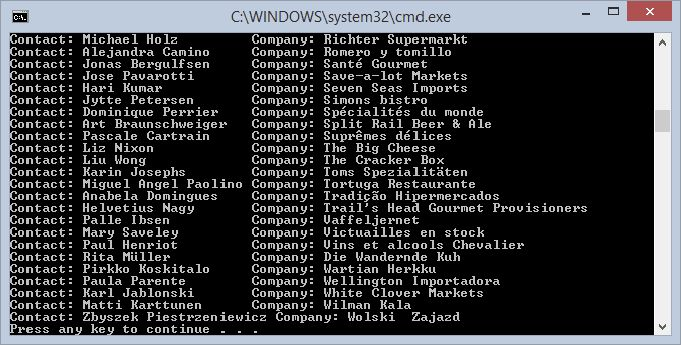 C:\WINDOWS\system32\cmd.exe
Contact: Michael Holz         Company: Richter Supermarkt
Contact: Alejandra Camino     Company: Romero y tomillo
Contact: Jonas Bergulfsen     Company: Santé Gourmet
Contact: Jose Pavarotti       Company: Save-a-lot Markets
Contact: Hari Kumar           Company: Seven Seas Imports
Contact: Jytte Petersen       Company: Simons bistro
Contact: Dominique Perrier    Company: Spécialités du monde
Contact: Art Braunschweiger   Company: Split Rail Beer & Ale
Contact: Pascale Cartrain     Company: Suprêmes délices
Contact: Liz Nixon            Company: The Big Cheese
Contact: Liu Wong             Company: The Cracker Box
Contact: Karin Josephs        Company: Toms Spezialitäten
Contact: Miguel Angel Paolino Company: Tortuga Restaurante
Contact: Anabela Domingues    Company: Tradição Hipermercados
Contact: Helvetius Nagy       Company: Trail's Head Gourmet Provisioners
Contact: Palle Ibsen          Company: Vaffeljernet
Contact: Mary Saveley         Company: Victuailles en stock
Contact: Paul Henriot         Company: Vins et alcools Chevalier
Contact: Rita Müller          Company: Die Wandernde Kuh
Contact: Pirkko Koskitalo     Company: Wartian Herkku
Contact: Paula Parente        Company: Wellington Importadora
Contact: Karl Jablonski       Company: White Clover Markets
Contact: Matti Karttunen      Company: Wilman Kala
Contact: Zbyszek Piestrzeniewicz Company: Wolski  Zajazd
Press any key to continue . . .